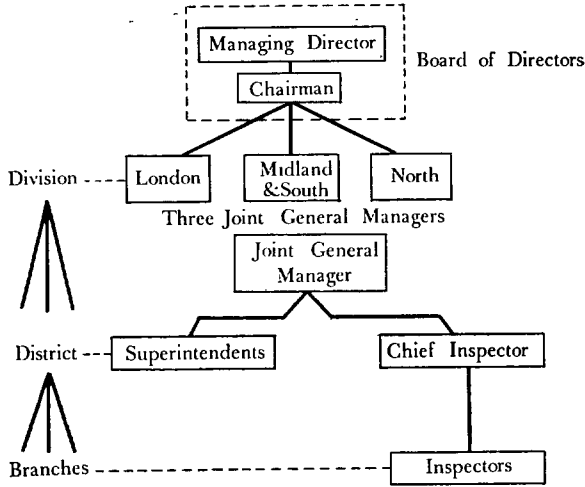 Managing Director
Board of Directors
Chairman
Division
London
Midland
&South
North
Three Joint General Managers
Joint General
Manager
District
Superintendents
Chief Inspector
Branches
Inspectors